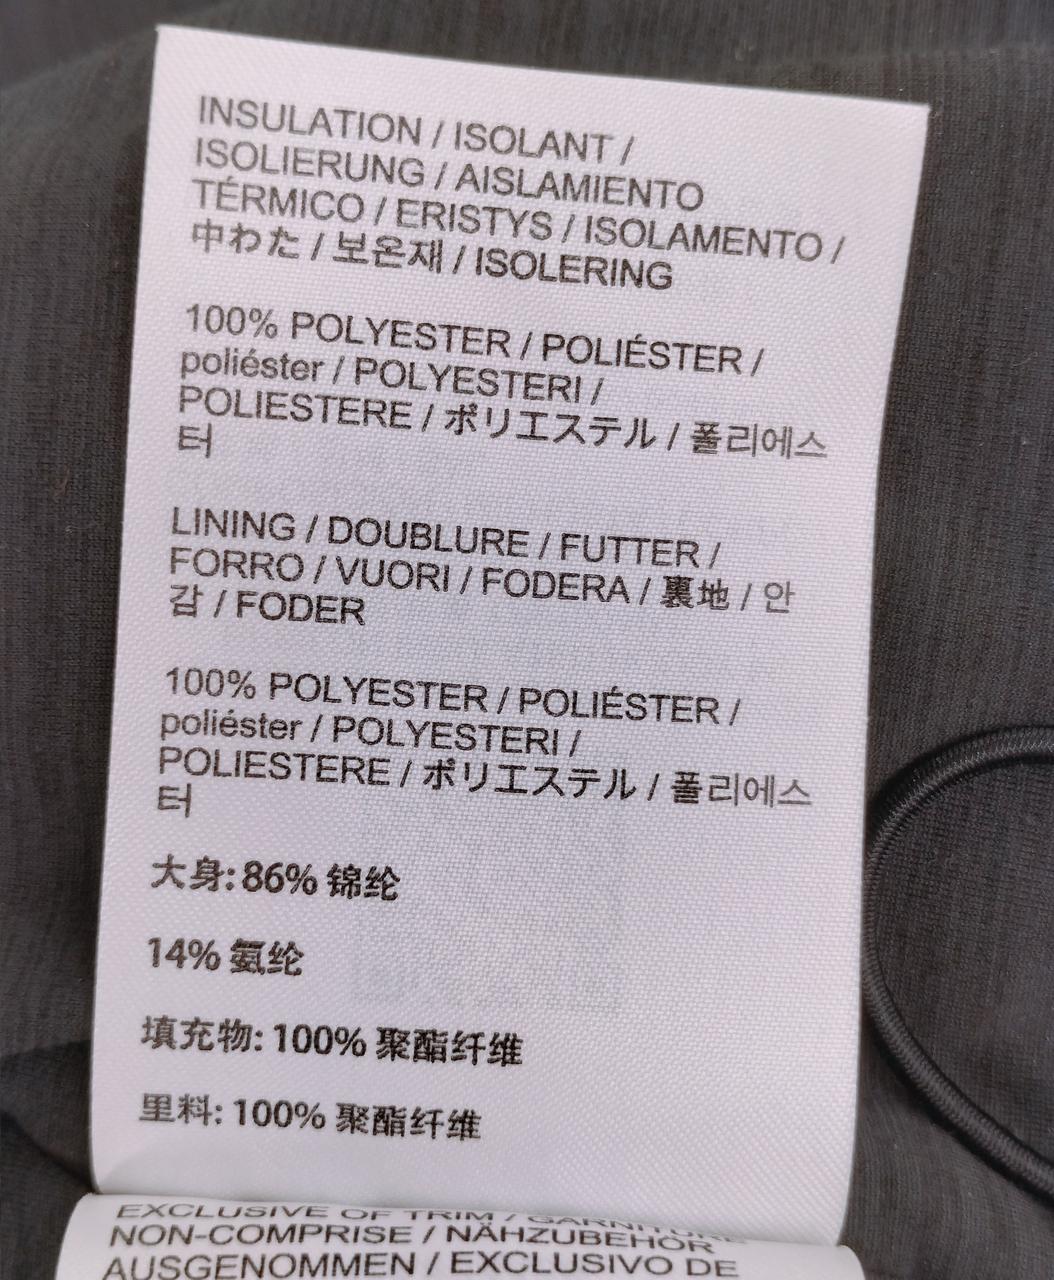 INSULATION / ISOLANT /
ISOLIERUNG / AISLAMIENTO
TÉRMICO / ERISTYS / ISOLAMENTO /
中わた / 보온재 / ISOLERING
100% POLYESTER / POLIÉSTER /
poliéster / POLYESTERI /
POLIESTERE / ポリエステル / 폴리에스
터
LINING / DOUBLURE / FUTTER /
FORRO / VUORI / FODERA / 裏地 / 안
감 / FODER
100% POLYESTER / POLIÉSTER /
poliéster / POLYESTERI /
POLIESTERE / ポリエステル / 폴리에스
터
大身: 86% 锦纶
14% 氨纶
填充物: 100% 聚酯纤维
里料: 100% 聚酯纤维
EXCLUSIVE OF TRIM / GARNITURE
NON-COMPRISE / NÄHZUBEHÖR
AUSGENOMMEN / EXCLUSIVO DE